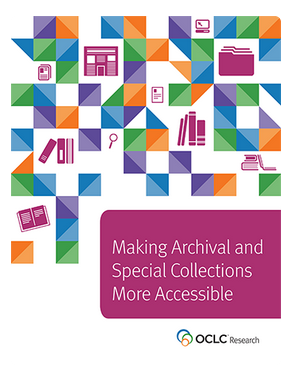 Making Archival and
Special Collections
More Accessible
OCLC Research